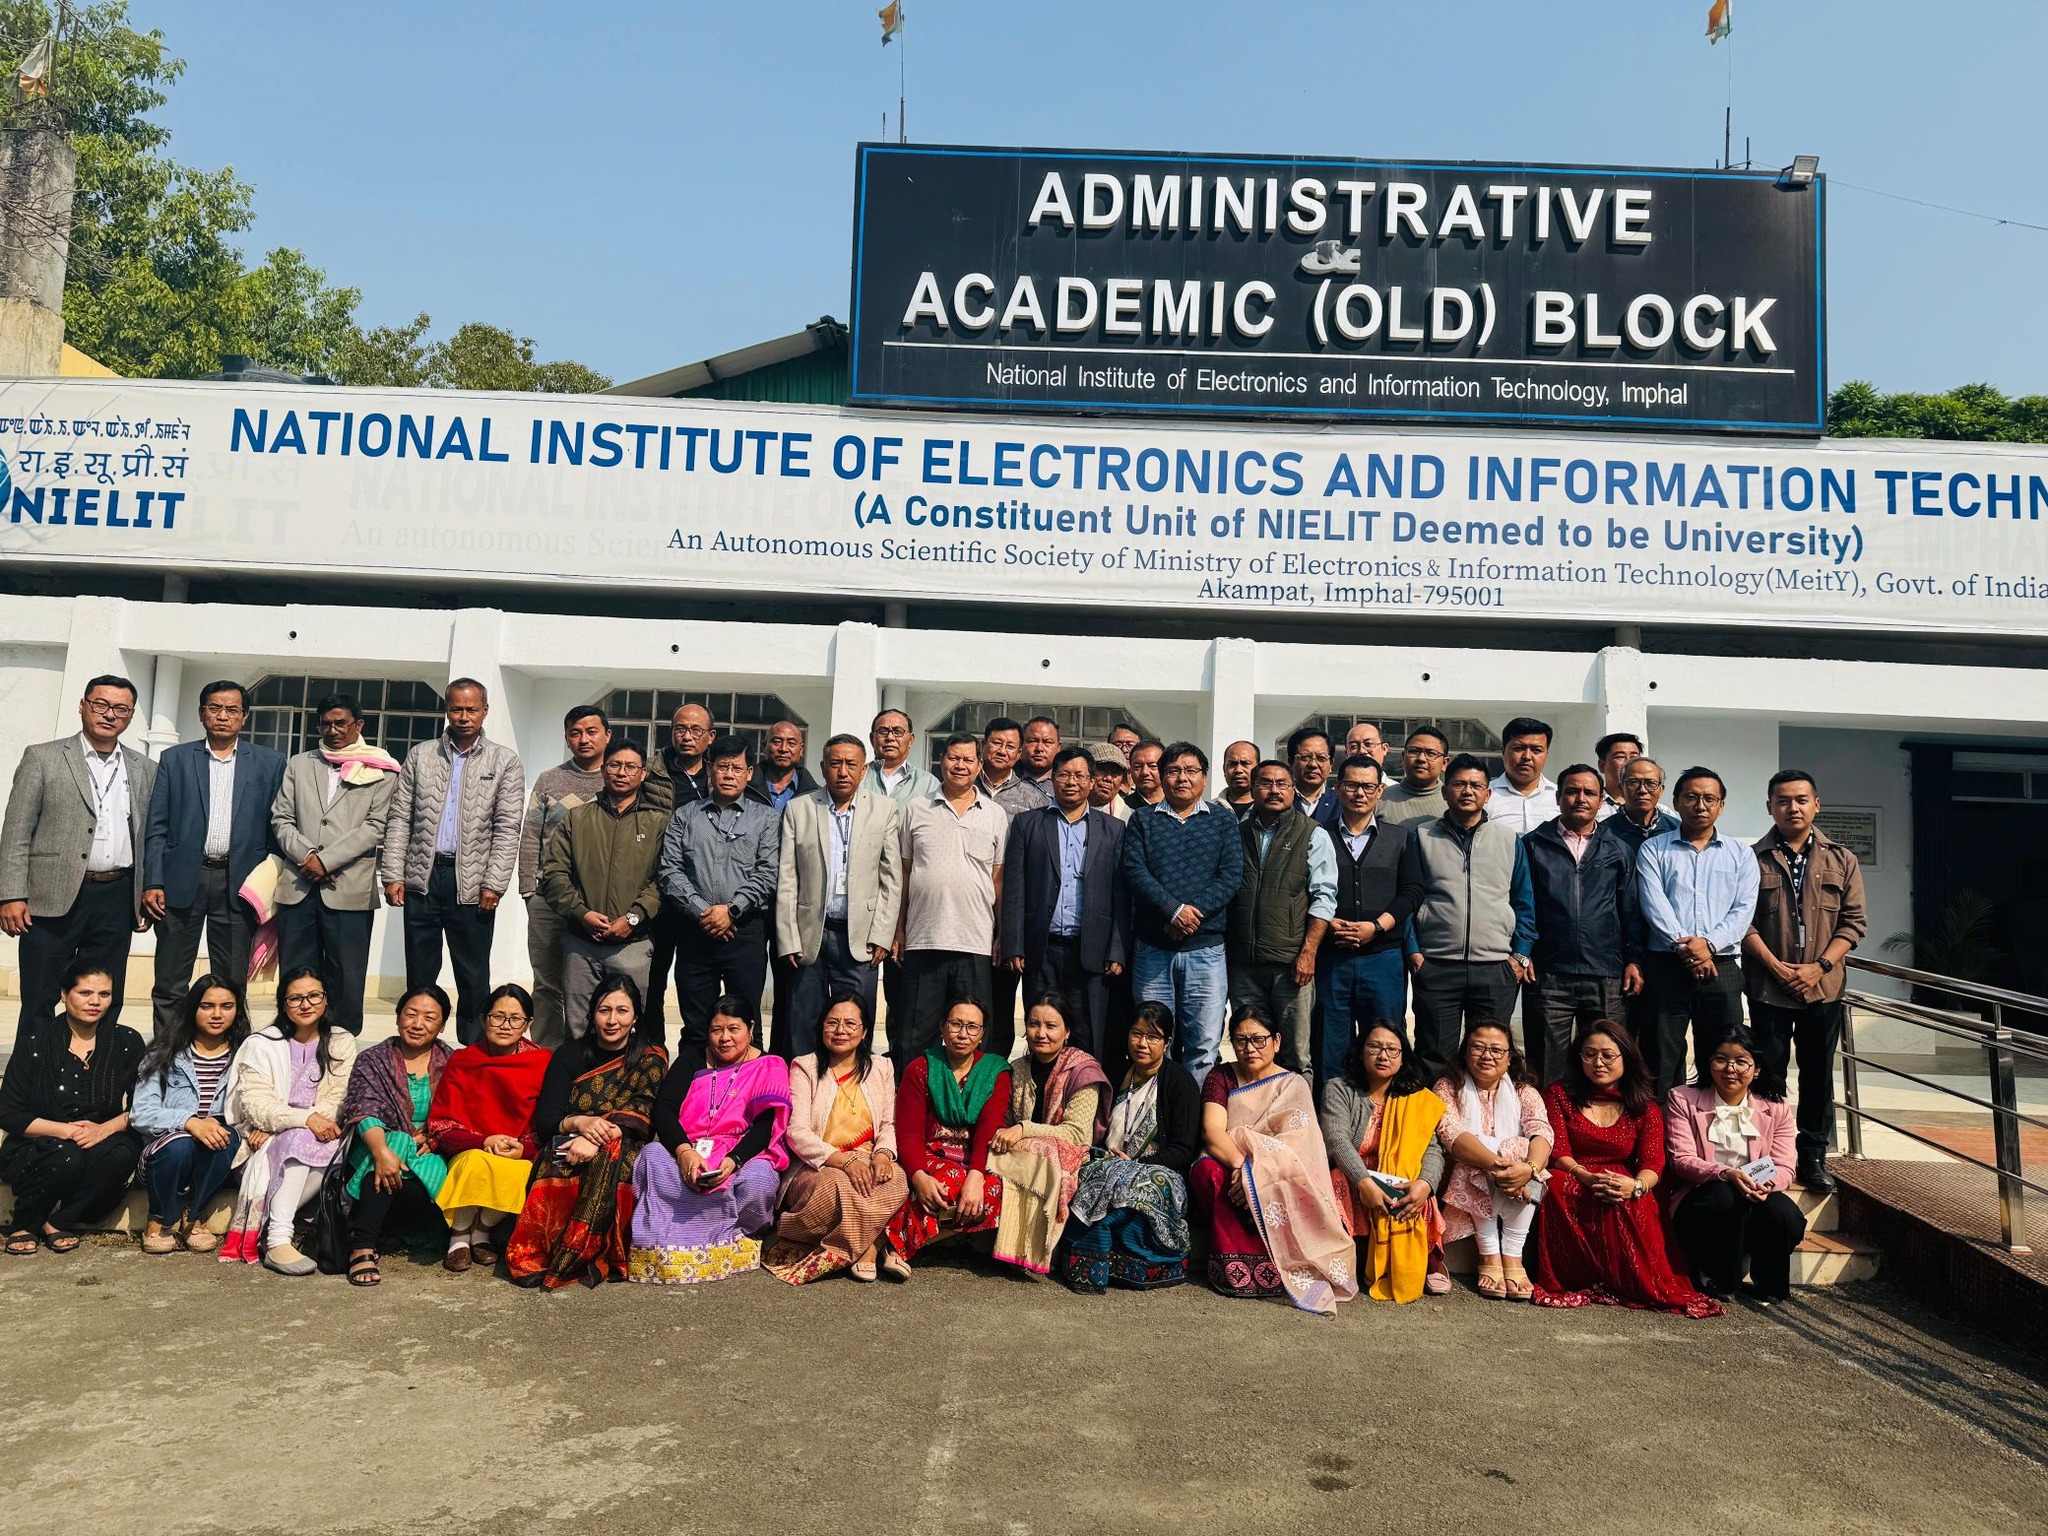 ADMINISTRATIVE
&
ACADEMIC (OLD) BLOCK
National Institute of Electronics and Information Technology, Imphal
रा.इ.सू.प्रौ.सं
NIELIT
NATIONAL INSTITUTE OF ELECTRONICS AND INFORMATION TECHN
(A Constituent Unit of NIELIT Deemed to be University)
An Autonomous Scientific Society of Ministry of Electronics & Information Technology(MeitY), Govt. of India
Akampat, Imphal-795001